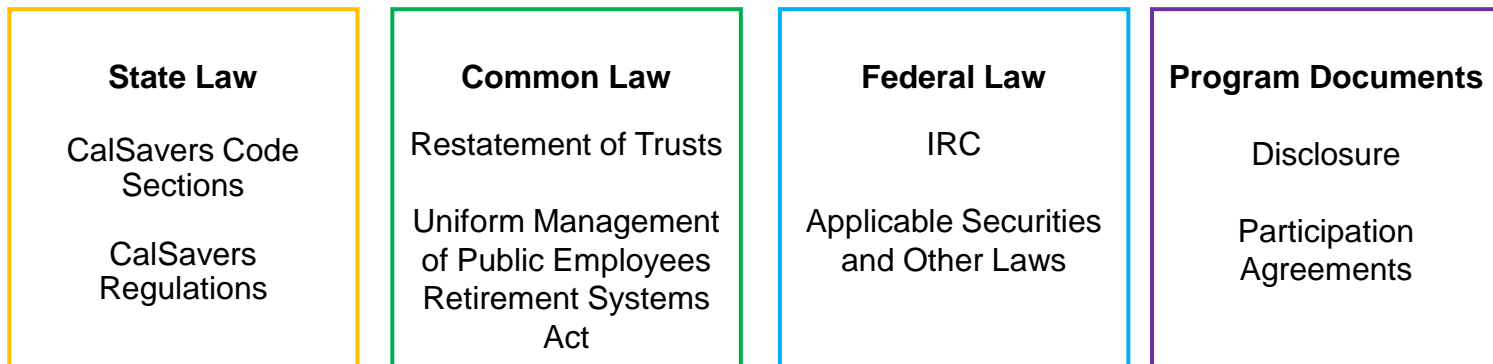 State Law
CalSavers Code
Sections
CalSavers
Regulations
Common Law
Restatement of Trusts
Uniform Management
of Public Employees
Retirement Systems
Act
Federal Law
IRC
Applicable Securities
and Other Laws
Program Documents
Disclosure
Participation
Agreements